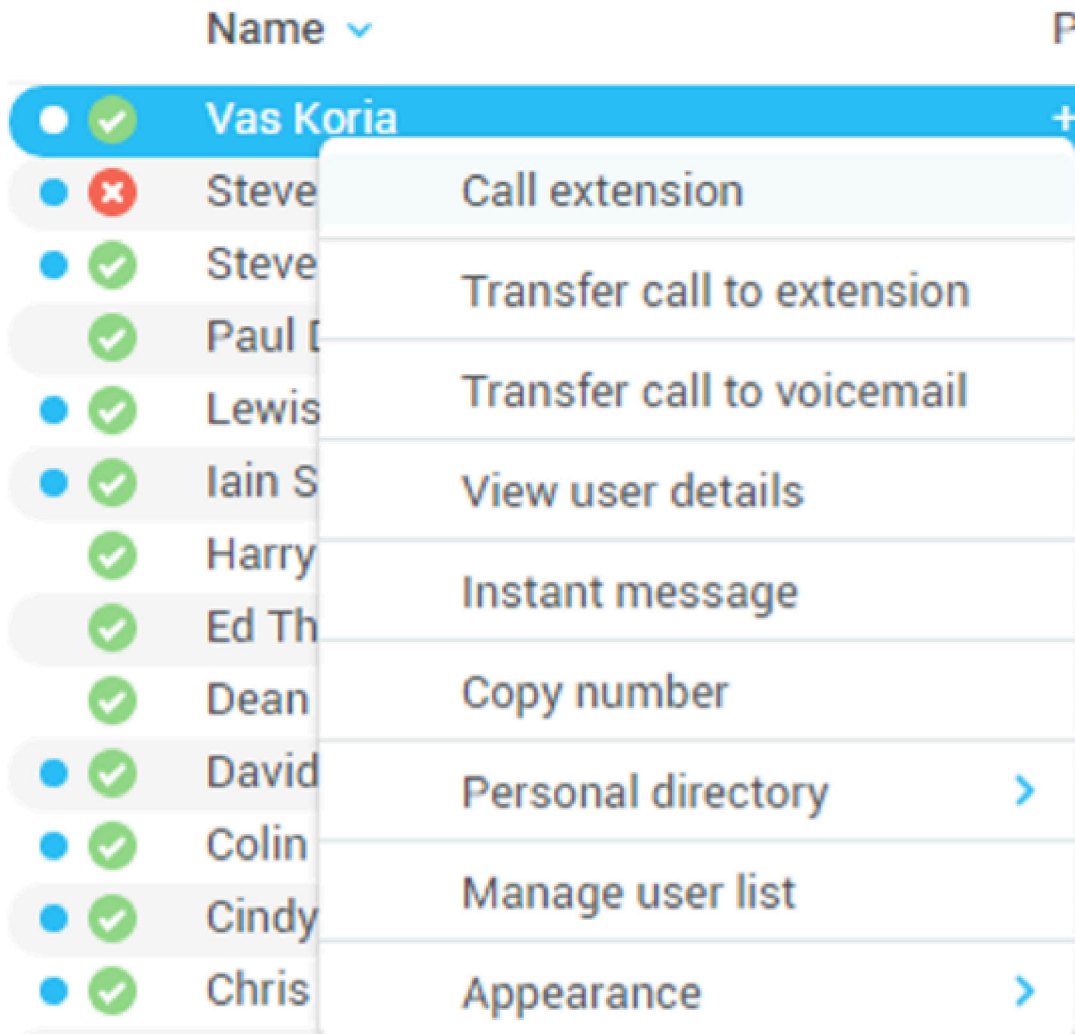 Name
Vas Koria
Steve
Call extension
Steve
Transfer call to extension
Paul
Transfer call to voicemail
Lewis
Iain S
View user details
Harry
Instant message
Ed Th
Dean
Copy number
David
Personal directory
Colin
Manage user list
Cindy
Chris
Appearance